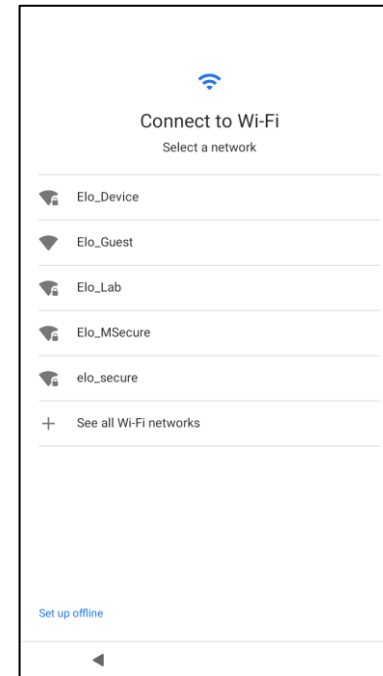 Connect to Wi-Fi
Select a network
Elo_Device
Elo_Guest
Elo_Lab
Elo_MSecure
elo_secure
See all Wi-Fi networks
Set up offline